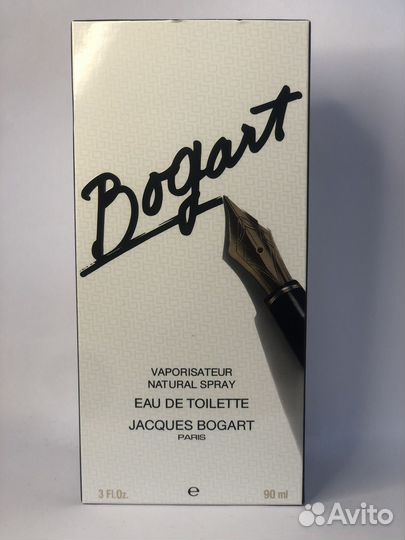 Bogart
VAPORISATEUR
NATURAL SPRAY
EAU DE TOILETTE
JACQUES BOGART
PARIS
3 Fl.Oz. ℮ 90 ml
Avito